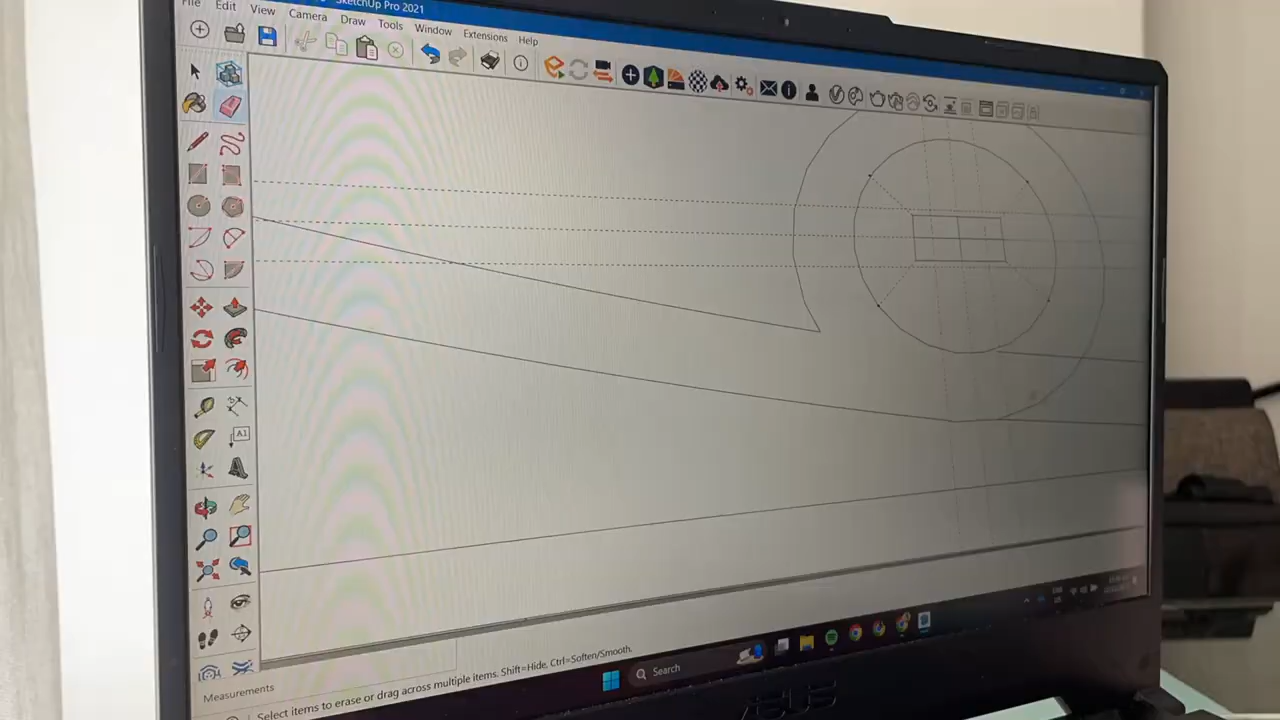 SketchUp Pro 2021
File Edit View Camera Draw Tools Window Extensions Help
A1
Measurements
Select items to erase or drag across multiple items. Shift=Hide, Ctrl=Soften/Smooth.
Search
ASUS